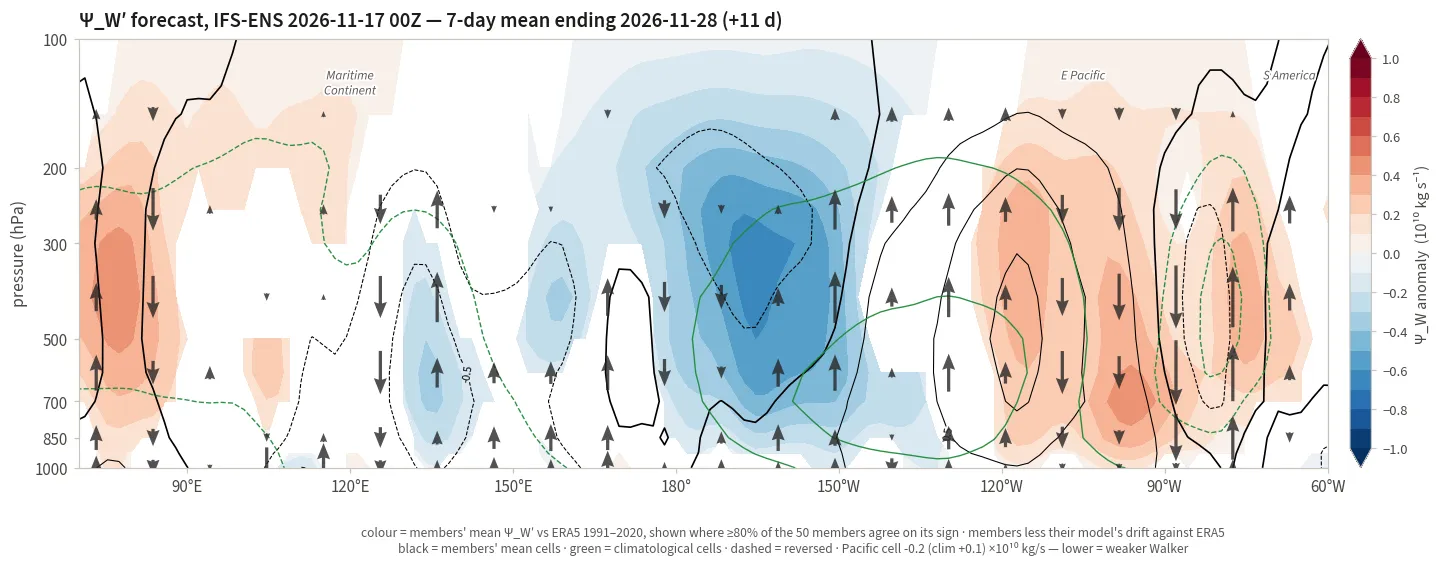 Ψ_W′ forecast, IFS-ENS 2026-11-17 00Z — 7-day mean ending 2026-11-28 (+11 d)
100
200
300
400
500
700
850
1000
pressure (hPa)
Maritime
Continent
E Pacific
S America
-0.5
90°E
120°E
150°E
180°
150°W
120°W
90°W
60°W
1.0
0.8
0.6
0.4
0.2
0.0
−0.2
−0.4
−0.6
−0.8
−1.0
Ψ_W anomaly (10¹⁰ kg s⁻¹)
colour = members' mean Ψ_W′ vs ERA5 1991–2020, shown where ≥80% of the 50 members agree on its sign · members less their model's drift against ERA5
black = members' mean cells · green = climatological cells · dashed = reversed · Pacific cell -0.2 (clim +0.1) ×10¹⁰ kg/s — lower = weaker Walker